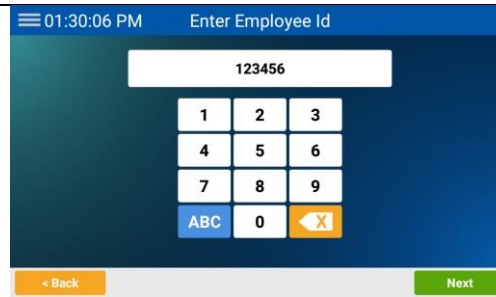 01:30:06 PM Enter Employee Id
123456
1 2 3
4 5 6
7 8 9
ABC 0 X
< Back Next